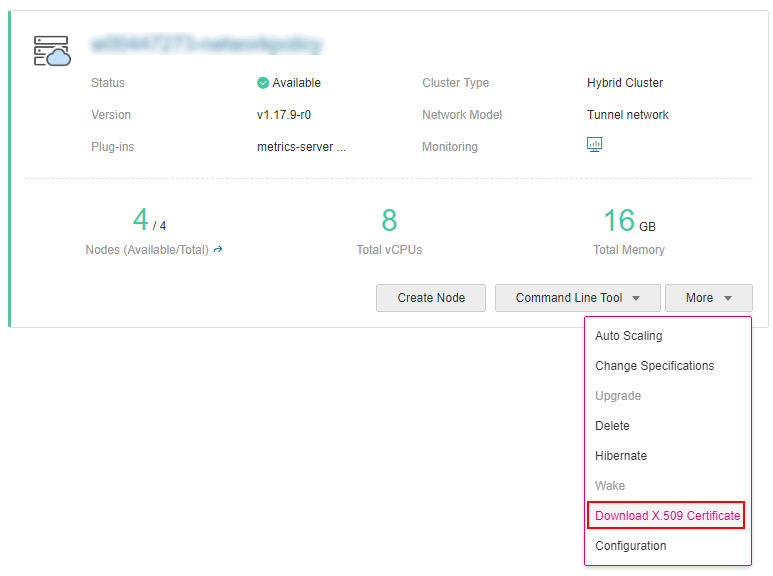 Status Available Cluster Type Hybrid Cluster
Version v1.17.9-r0 Network Model Tunnel network
Plug-ins metrics-server ... Monitoring
4 / 4 8 16 GB
Nodes (Available/Total) Total vCPUs Total Memory
Create Node Command Line Tool More
Auto Scaling
Change Specifications
Upgrade
Delete
Hibernate
Wake
Download X.509 Certificate
Configuration